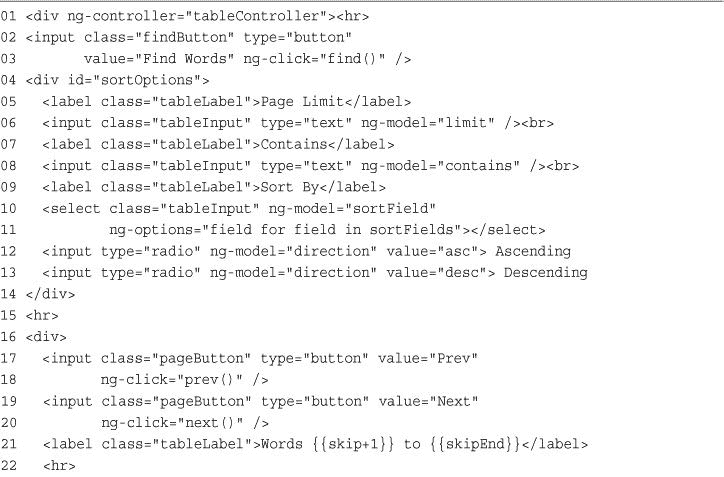 01 <div ng-controller="tableController"><hr>
02 <input class="findButton" type="button"
03        value="Find Words" ng-click="find()" />
04 <div id="sortOptions">
05   <label class="tableLabel">Page Limit</label>
06   <input class="tableInput" type="text" ng-model="limit" /><br>
07   <label class="tableLabel">Contains</label>
08   <input class="tableInput" type="text" ng-model="contains" /><br>
09   <label class="tableLabel">Sort By</label>
10   <select class="tableInput" ng-model="sortField"
11           ng-options="field for field in sortFields"></select>
12   <input type="radio" ng-model="direction" value="asc"> Ascending
13   <input type="radio" ng-model="direction" value="desc"> Descending
14 </div>
15 <hr>
16 <div>
17   <input class="pageButton" type="button" value="Prev"
18          ng-click="prev()" />
19   <input class="pageButton" type="button" value="Next"
20          ng-click="next()" />
21   <label class="tableLabel">Words {{skip+1}} to {{skipEnd}}</label>
22   <hr>